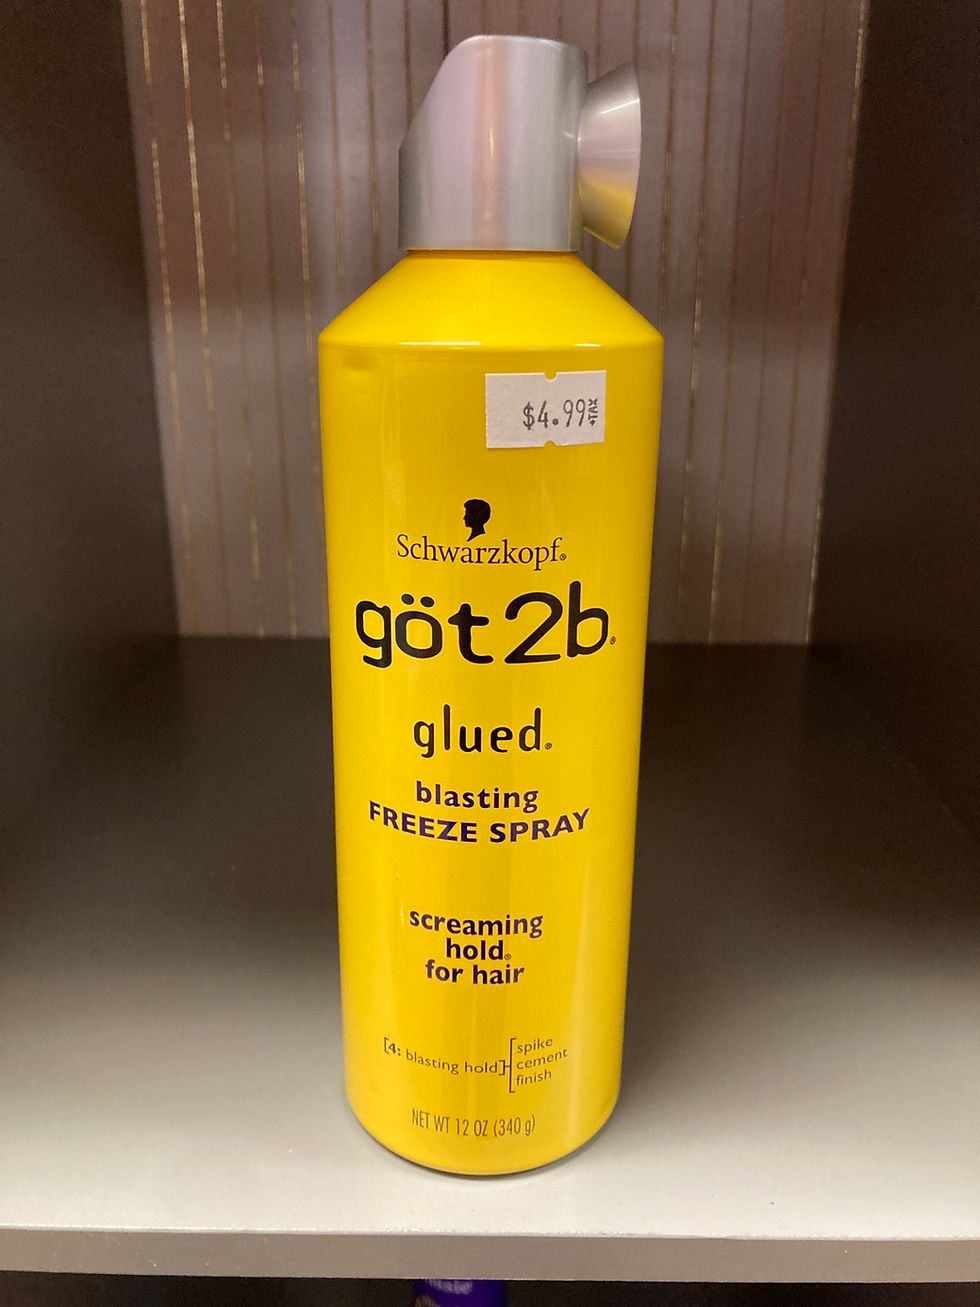 $4.99 +TAX
Schwarzkopf®
göt2b®
glued®
blasting
FREEZE SPRAY
screaming
hold®
for hair
[4: blasting hold]
spike
cement
finish
NET WT 12 OZ (340 g)